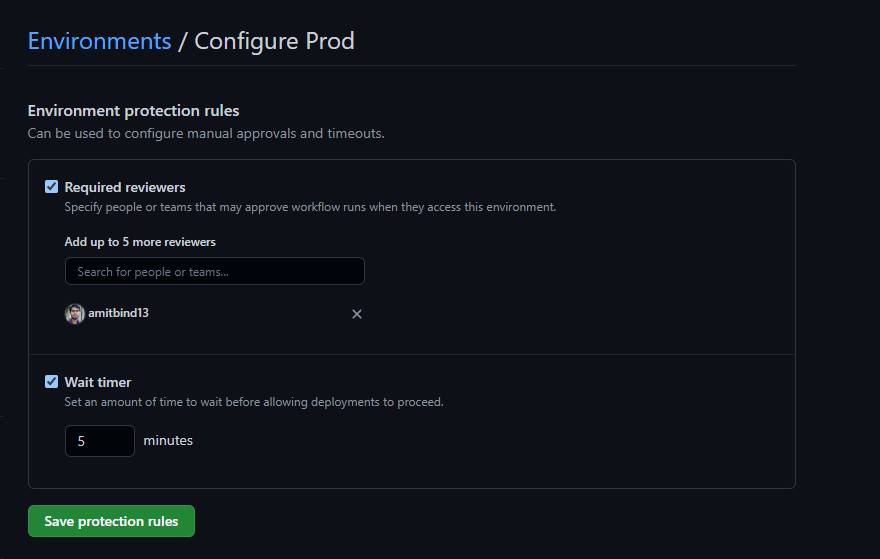 Environments / Configure Prod
Environment protection rules
Can be used to configure manual approvals and timeouts.
Required reviewers
Specify people or teams that may approve workflow runs when they access this environment.
Add up to 5 more reviewers
Search for people or teams...
amitbind13
Wait timer
Set an amount of time to wait before allowing deployments to proceed.
5 minutes
Save protection rules